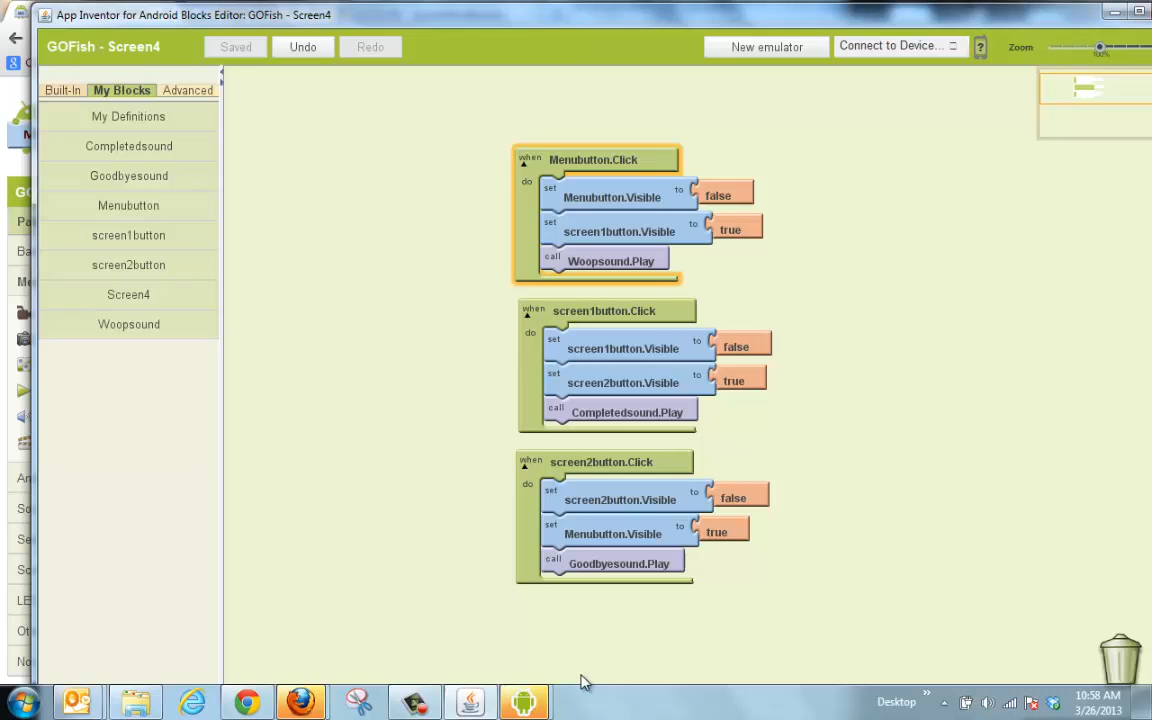 App Inventor for Android Blocks Editor: GOFish - Screen4
GOFish - Screen4
Saved
Undo
Redo
New emulator
Connect to Device...
?
Zoom
100%
Built-In
My Blocks
Advanced
My Definitions
Completedsound
Goodbyesound
Menubutton
screen1button
screen2button
Screen4
Woopsound
when Menubutton.Click
do set Menubutton.Visible to false
set screen1button.Visible to true
call Woopsound.Play
when screen1button.Click
do set screen1button.Visible to false
set screen2button.Visible to true
call Completedsound.Play
when screen2button.Click
do set screen2button.Visible to false
set Menubutton.Visible to true
call Goodbyesound.Play
Desktop
10:58 AM
3/26/2013